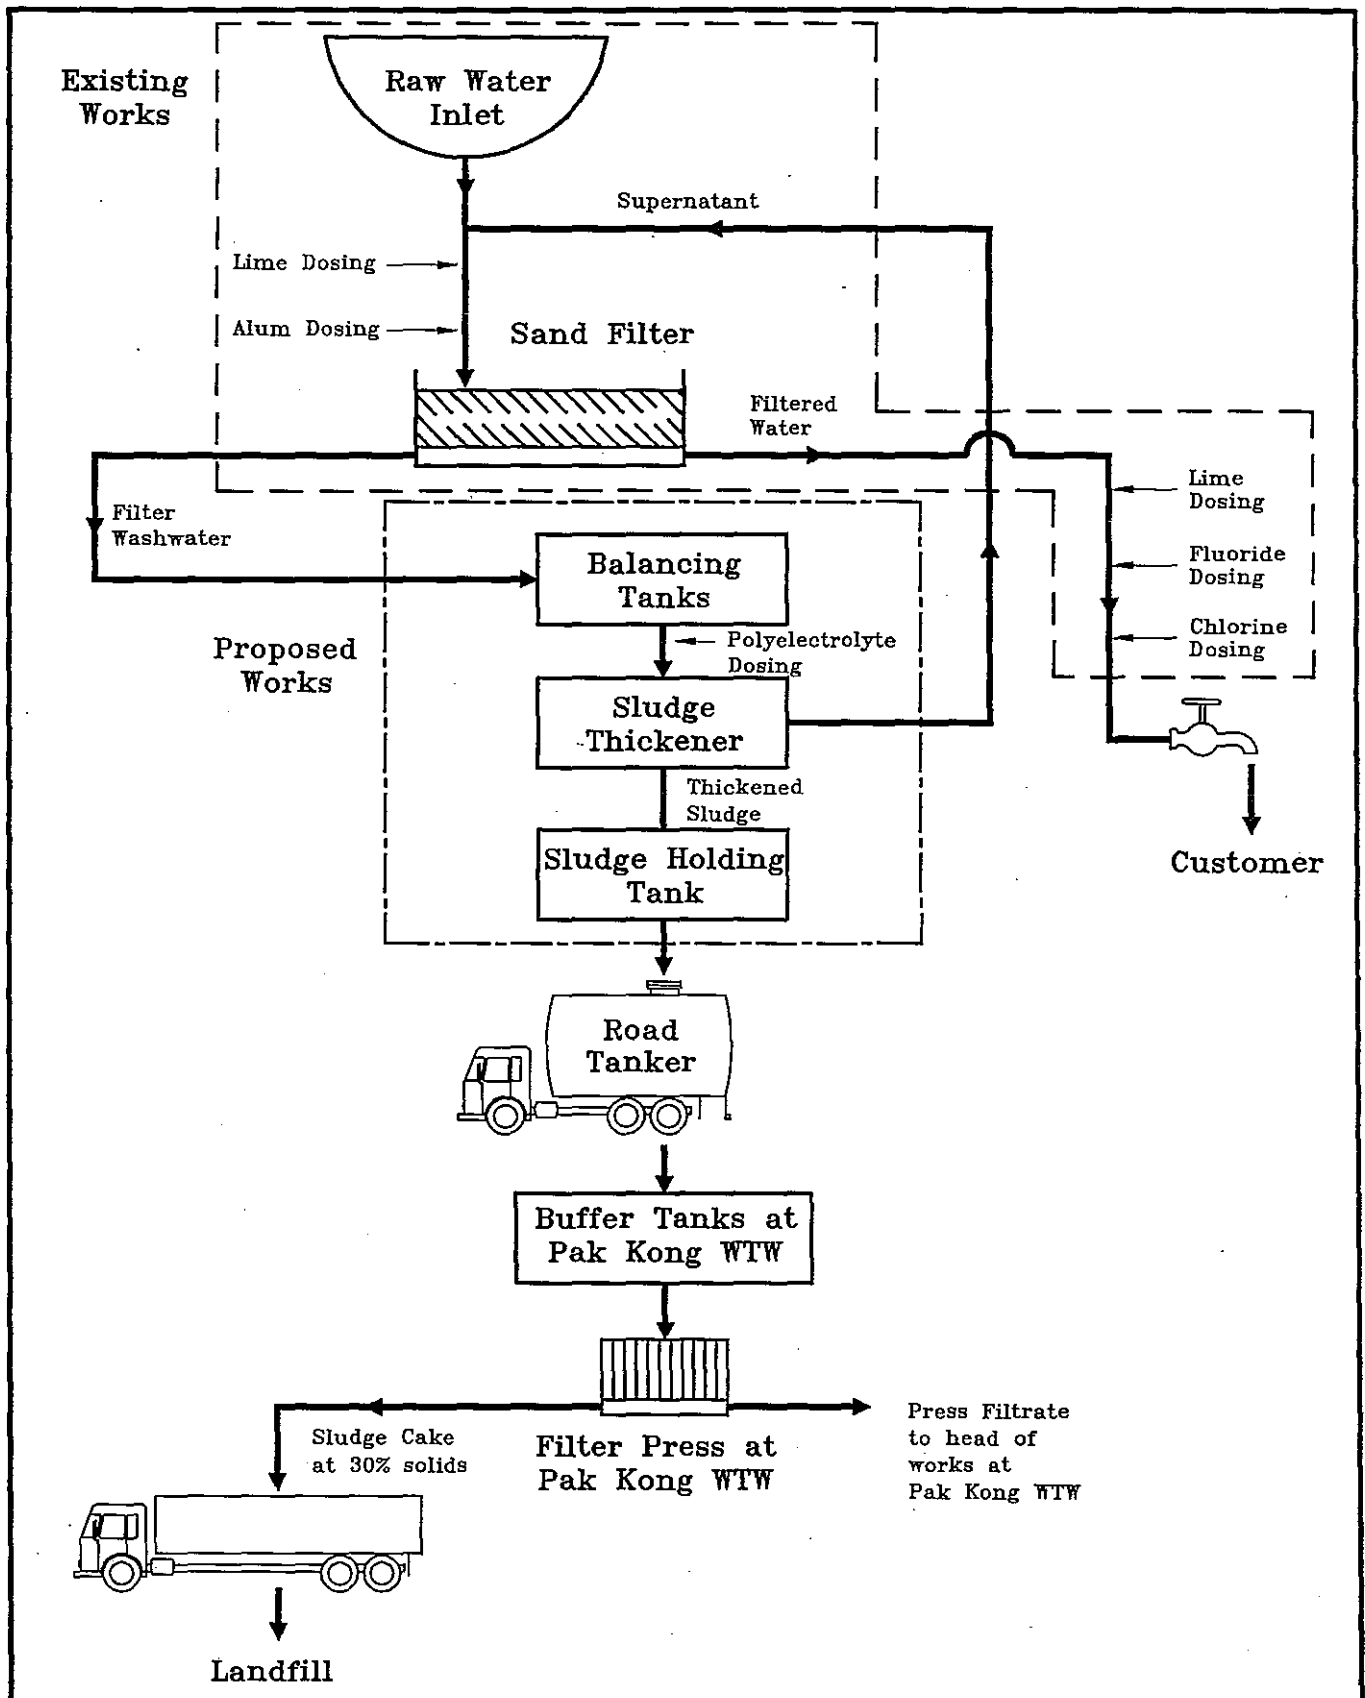 Existing
Works
Raw Water
Inlet
Supernatant
Lime Dosing
Alum Dosing
Sand Filter
Filtered
Water
Filter
Washwater
Lime
Dosing
Fluoride
Dosing
Chlorine
Dosing
Balancing
Tanks
Proposed
Works
Polyelectrolyte
Dosing
Sludge
Thickener
Thickened
Sludge
Sludge Holding
Tank
Customer
Road
Tanker
Buffer Tanks at
Pak Kong WTW
Sludge Cake
at 30% solids
Filter Press at
Pak Kong WTW
Press Filtrate
to head of
works at
Pak Kong WTW
Landfill